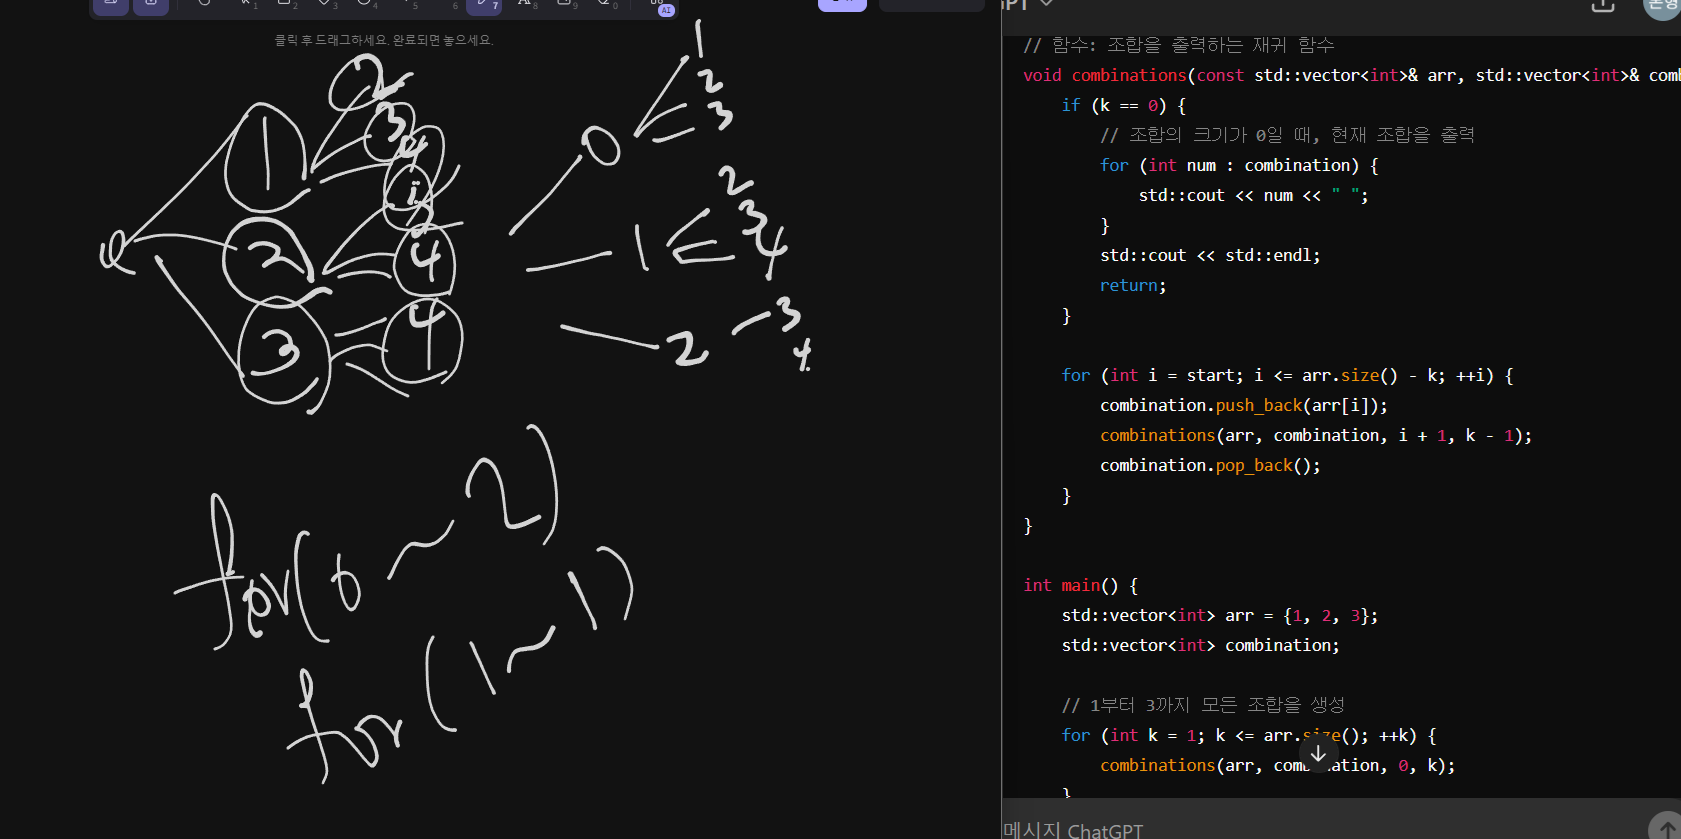 클릭 후 드래그하세요. 완료되면 놓으세요.
1
2
3
2
3
4
4
4
0
1
2
3
1
2
3
4
2
3
4
for(0~2)
for(1~1)
// 함수: 조합을 출력하는 재귀 함수
void combinations(const std::vector<int>& arr, std::vector<int>& comb
if (k == 0) {
// 조합의 크기가 0일 때, 현재 조합을 출력
for (int num : combination) {
std::cout << num << " ";
}
std::cout << std::endl;
return;
}
for (int i = start; i <= arr.size() - k; ++i) {
combination.push_back(arr[i]);
combinations(arr, combination, i + 1, k - 1);
combination.pop_back();
}
}
int main() {
std::vector<int> arr = {1, 2, 3};
std::vector<int> combination;
// 1부터 3까지 모든 조합을 생성
for (int k = 1; k <= arr.size(); ++k) {
combinations(arr, combination, 0, k);
}
메시지 ChatGPT